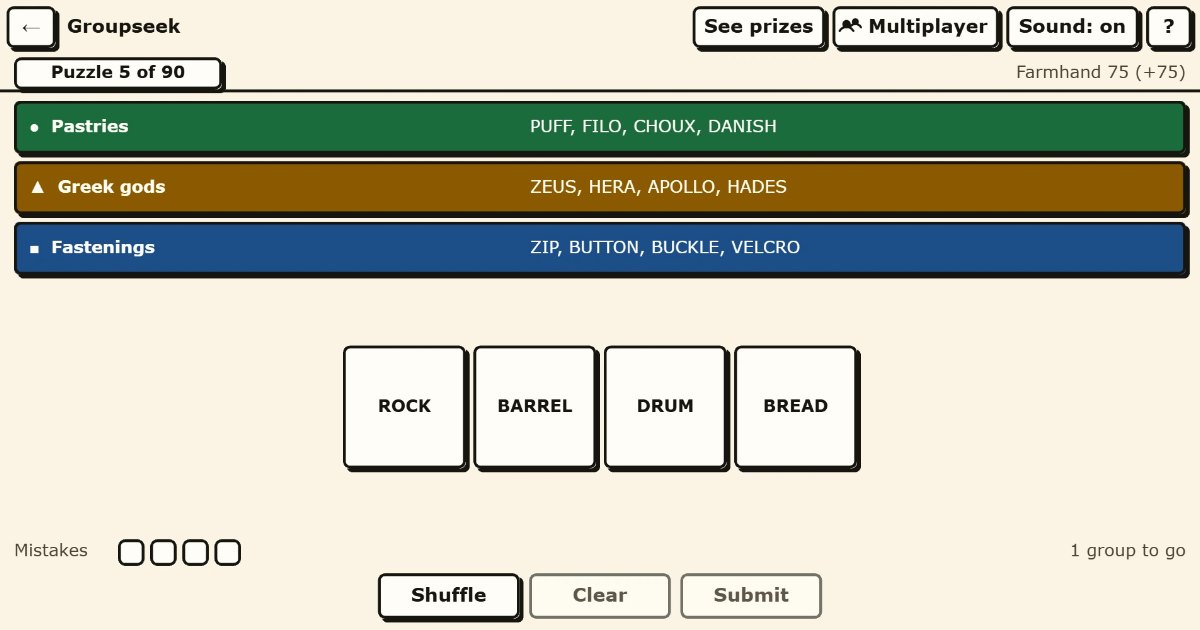 ← Groupseek
See prizes
Multiplayer
Sound: on
?
Puzzle 5 of 90
Farmhand 75 (+75)
Pastries
PUFF, FILO, CHOUX, DANISH
Greek gods
ZEUS, HERA, APOLLO, HADES
Fastenings
ZIP, BUTTON, BUCKLE, VELCRO
ROCK
BARREL
DRUM
BREAD
Mistakes
1 group to go
Shuffle
Clear
Submit